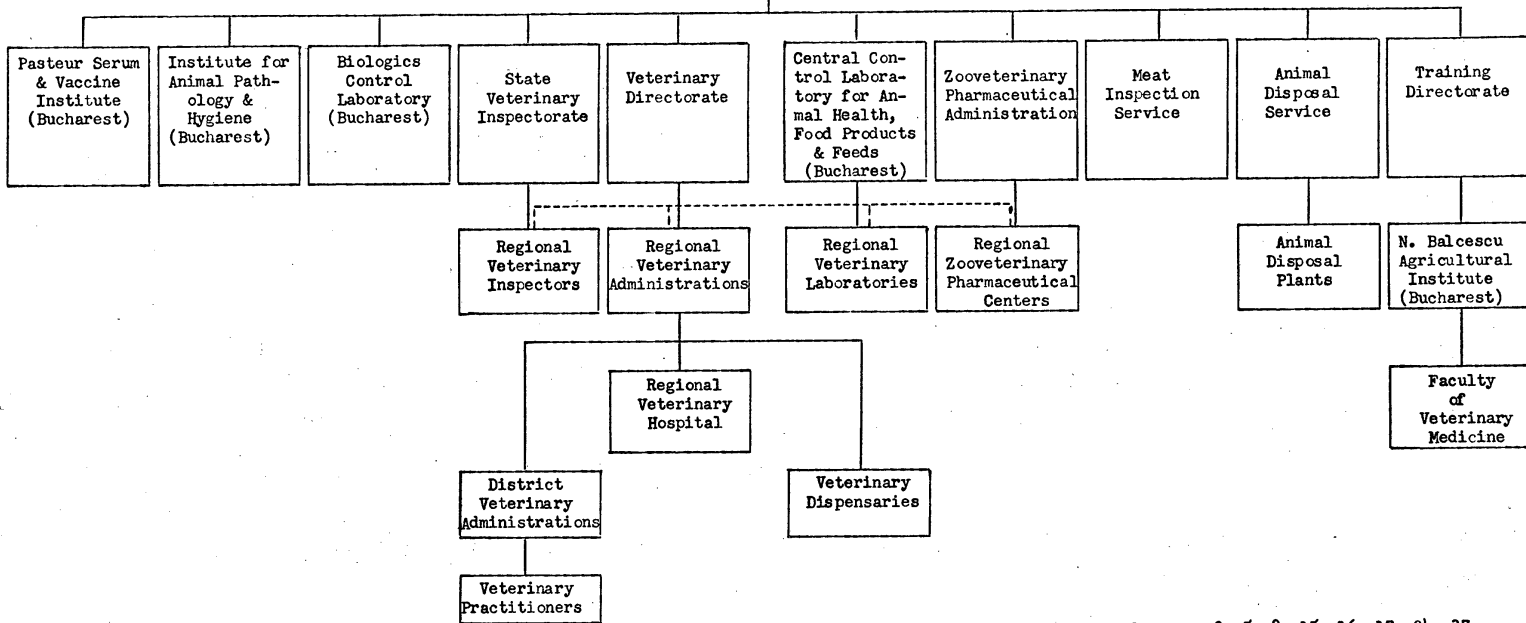 Pasteur Serum
& Vaccine
Institute
(Bucharest)
Institute for
Animal Path-
ology &
Hygiene
(Bucharest)
Biologics
Control
Laboratory
(Bucharest)
State
Veterinary
Inspectorate
Veterinary
Directorate
Central Con-
trol Labora-
tory for An-
imal Health,
Food Products
& Feeds
(Bucharest)
Zooveterinary
Pharmaceutical
Administration
Meat
Inspection
Service
Animal
Disposal
Service
Training
Directorate
Regional
Veterinary
Inspectors
Regional
Veterinary
Administrations
Regional
Veterinary
Laboratories
Regional
Zooveterinary
Pharmaceutical
Centers
Animal
Disposal
Plants
N. Balcescu
Agricultural
Institute
(Bucharest)
Regional
Veterinary
Hospital
Faculty
of
Veterinary
Medicine
District
Veterinary
Administrations
Veterinary
Dispensaries
Veterinary
Practitioners